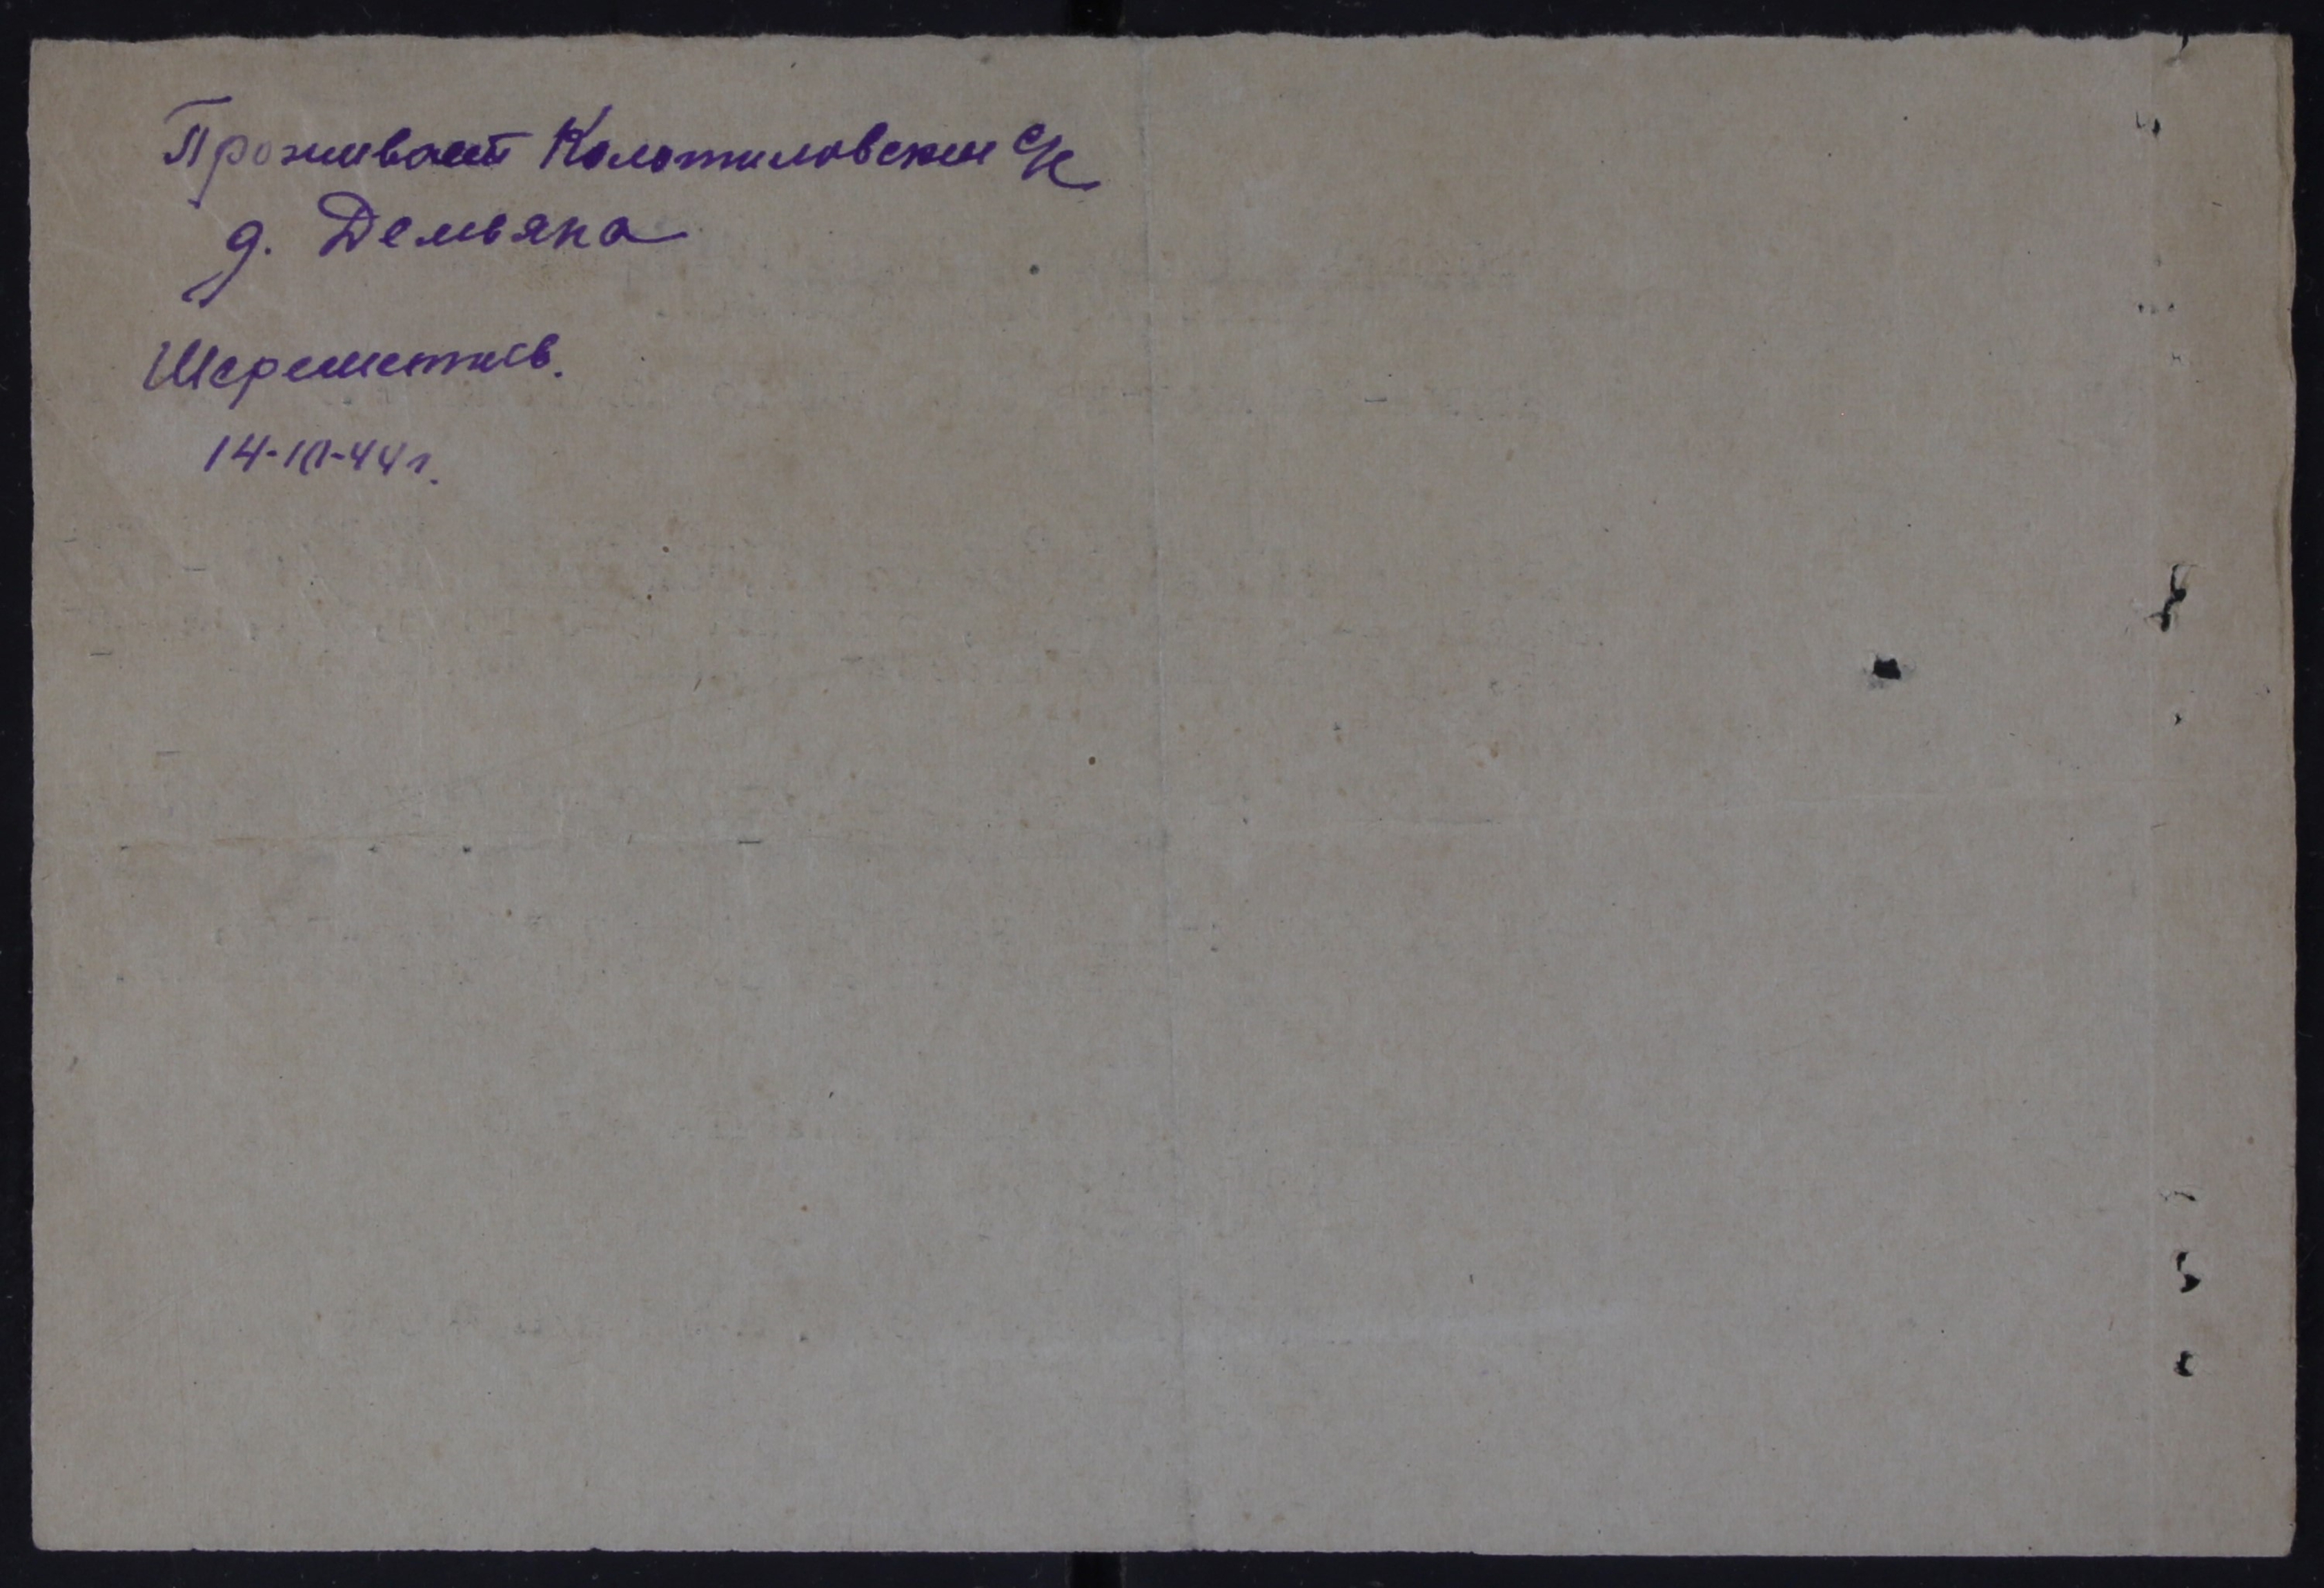 Проживает Колотиловский с/к
д. Демьяна
Шереметьев.
14-10-44 г.